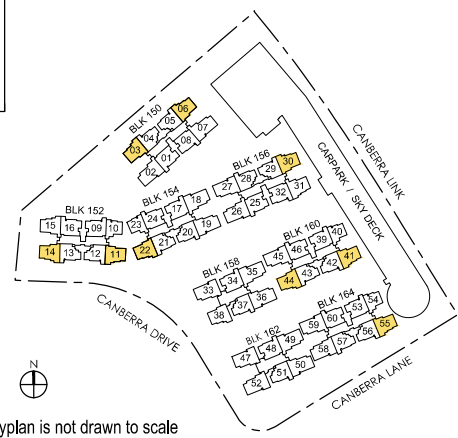 BLK 150
03 04 05 06
02 01 08 07
BLK 152
15 16 09 10
14 13 12 11
BLK 154
23 24 17 18
22 21 20 19
BLK 156
27 28 29 30
26 25 32 31
BLK 158
33 34 35
38 37 36
BLK 160
45 46 39 40
44 43 42 41
BLK 162
47 48 49
52 51 50
BLK 164
59 60 53 54
58 57 56 55
CARPARK / SKY DECK
CANBERRA LINK
CANBERRA DRIVE
CANBERRA LANE
N
yplan is not drawn to scale